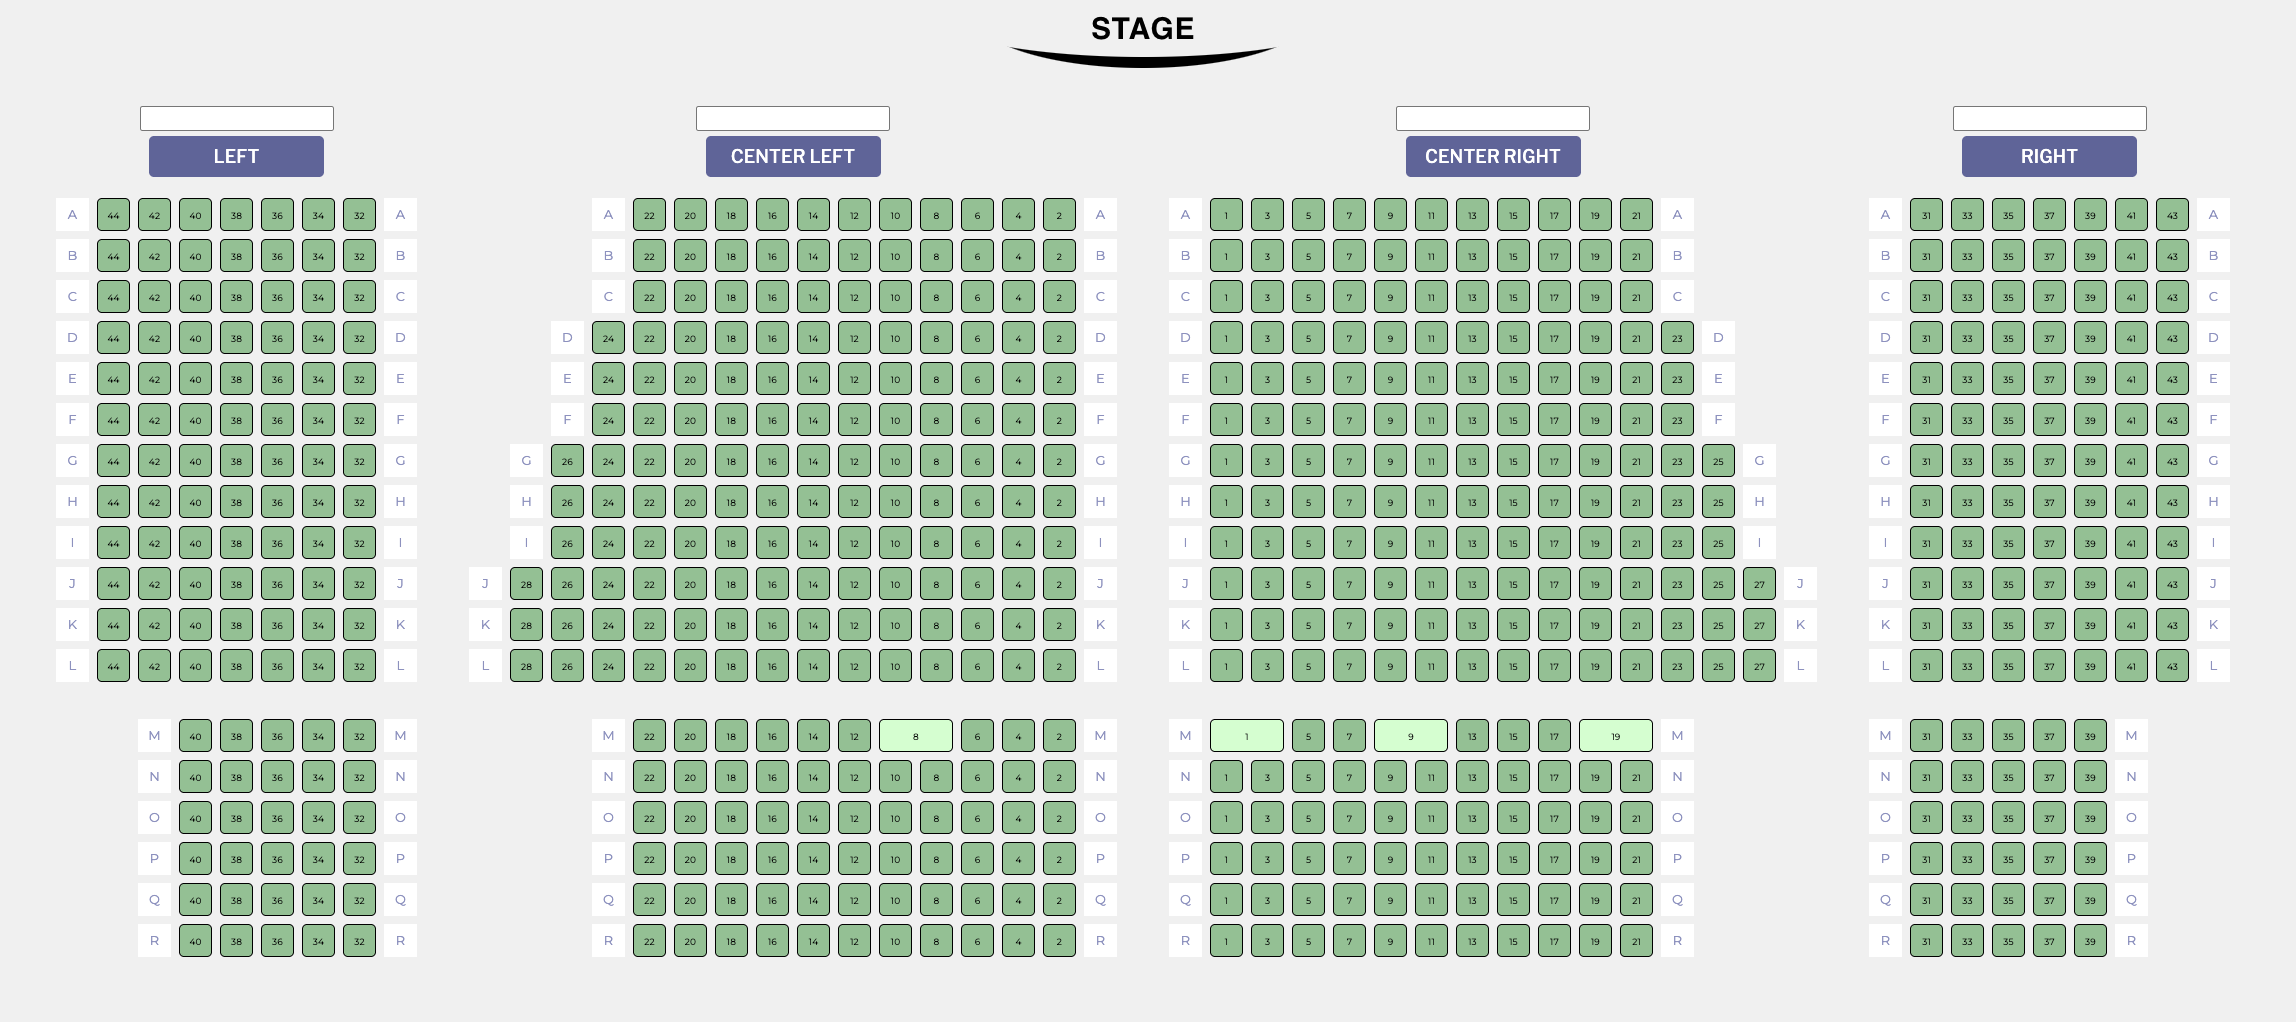 STAGE
LEFT CENTER LEFT CENTER RIGHT RIGHT
A 44 42 40 38 36 34 32 A A 22 20 18 16 14 12 10 8 6 4 2 A A 1 3 5 7 9 11 13 15 17 19 21 A A 31 33 35 37 39 41 43 A
B 44 42 40 38 36 34 32 B B 22 20 18 16 14 12 10 8 6 4 2 B B 1 3 5 7 9 11 13 15 17 19 21 B B 31 33 35 37 39 41 43 B
C 44 42 40 38 36 34 32 C C 22 20 18 16 14 12 10 8 6 4 2 C C 1 3 5 7 9 11 13 15 17 19 21 C C 31 33 35 37 39 41 43 C
D 44 42 40 38 36 34 32 D D 24 22 20 18 16 14 12 10 8 6 4 2 D D 1 3 5 7 9 11 13 15 17 19 21 23 D D 31 33 35 37 39 41 43 D
E 44 42 40 38 36 34 32 E E 24 22 20 18 16 14 12 10 8 6 4 2 E E 1 3 5 7 9 11 13 15 17 19 21 23 E E 31 33 35 37 39 41 43 E
F 44 42 40 38 36 34 32 F F 24 22 20 18 16 14 12 10 8 6 4 2 F F 1 3 5 7 9 11 13 15 17 19 21 23 F F 31 33 35 37 39 41 43 F
G 44 42 40 38 36 34 32 G G 26 24 22 20 18 16 14 12 10 8 6 4 2 G G 1 3 5 7 9 11 13 15 17 19 21 23 25 G G 31 33 35 37 39 41 43 G
H 44 42 40 38 36 34 32 H H 26 24 22 20 18 16 14 12 10 8 6 4 2 H H 1 3 5 7 9 11 13 15 17 19 21 23 25 H H 31 33 35 37 39 41 43 H
I 44 42 40 38 36 34 32 I I 26 24 22 20 18 16 14 12 10 8 6 4 2 I I 1 3 5 7 9 11 13 15 17 19 21 23 25 I I 31 33 35 37 39 41 43 I
J 44 42 40 38 36 34 32 J J 28 26 24 22 20 18 16 14 12 10 8 6 4 2 J J 1 3 5 7 9 11 13 15 17 19 21 23 25 27 J J 31 33 35 37 39 41 43 J
K 44 42 40 38 36 34 32 K K 28 26 24 22 20 18 16 14 12 10 8 6 4 2 K K 1 3 5 7 9 11 13 15 17 19 21 23 25 27 K K 31 33 35 37 39 41 43 K
L 44 42 40 38 36 34 32 L L 28 26 24 22 20 18 16 14 12 10 8 6 4 2 L L 1 3 5 7 9 11 13 15 17 19 21 23 25 27 L L 31 33 35 37 39 41 43 L
M 40 38 36 34 32 M M 22 20 18 16 14 12 8 6 4 2 M M 1 5 7 9 13 15 17 19 M M 31 33 35 37 39 M
N 40 38 36 34 32 N N 22 20 18 16 14 12 10 8 6 4 2 N N 1 3 5 7 9 11 13 15 17 19 21 N N 31 33 35 37 39 N
O 40 38 36 34 32 O O 22 20 18 16 14 12 10 8 6 4 2 O O 1 3 5 7 9 11 13 15 17 19 21 O O 31 33 35 37 39 O
P 40 38 36 34 32 P P 22 20 18 16 14 12 10 8 6 4 2 P P 1 3 5 7 9 11 13 15 17 19 21 P P 31 33 35 37 39 P
Q 40 38 36 34 32 Q Q 22 20 18 16 14 12 10 8 6 4 2 Q Q 1 3 5 7 9 11 13 15 17 19 21 Q Q 31 33 35 37 39 Q
R 40 38 36 34 32 R R 22 20 18 16 14 12 10 8 6 4 2 R R 1 3 5 7 9 11 13 15 17 19 21 R R 31 33 35 37 39 R